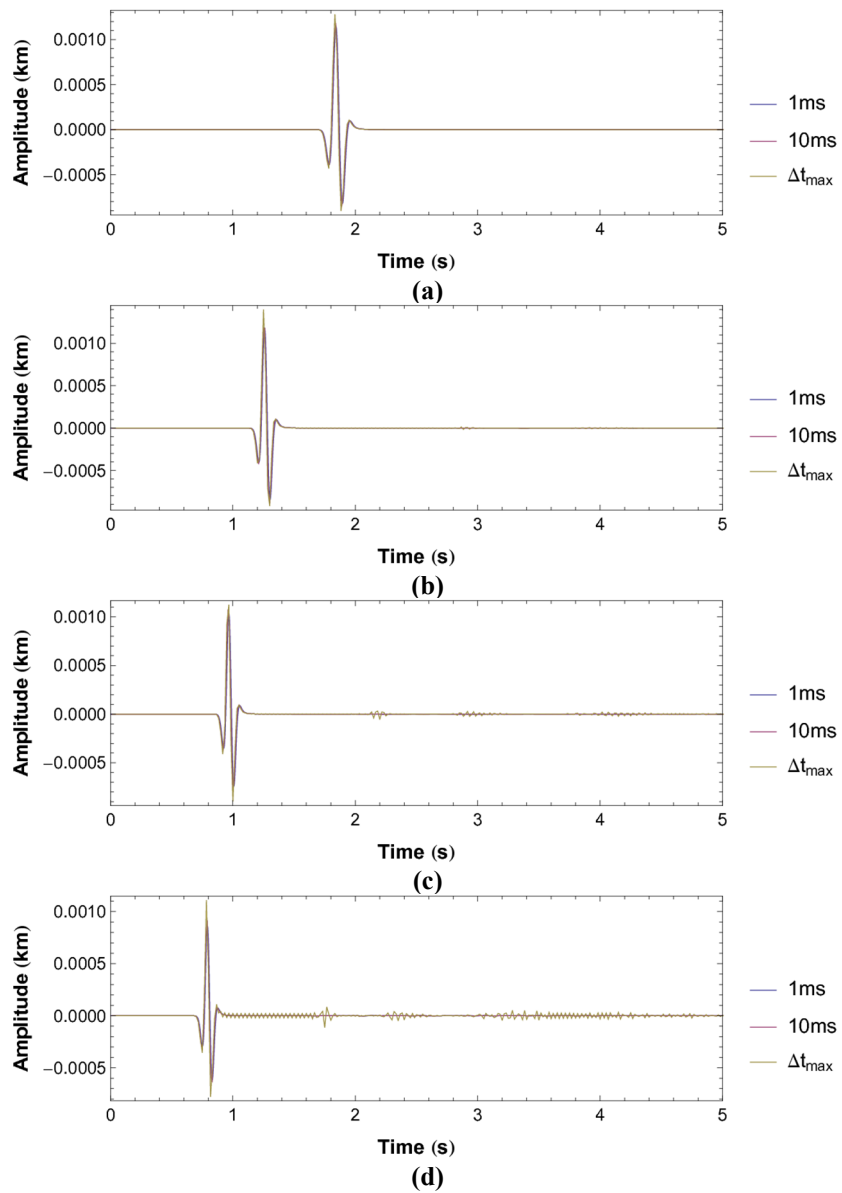 Amplitude (km)
0.0010
0.0005
0.0000
−0.0005
0 1 2 3 4 5
Time (s)
1ms
10ms
Δtmax
(a)
Amplitude (km)
0.0010
0.0005
0.0000
−0.0005
0 1 2 3 4 5
Time (s)
1ms
10ms
Δtmax
(b)
Amplitude (km)
0.0010
0.0005
0.0000
−0.0005
0 1 2 3 4 5
Time (s)
1ms
10ms
Δtmax
(c)
Amplitude (km)
0.0010
0.0005
0.0000
−0.0005
0 1 2 3 4 5
Time (s)
1ms
10ms
Δtmax
(d)